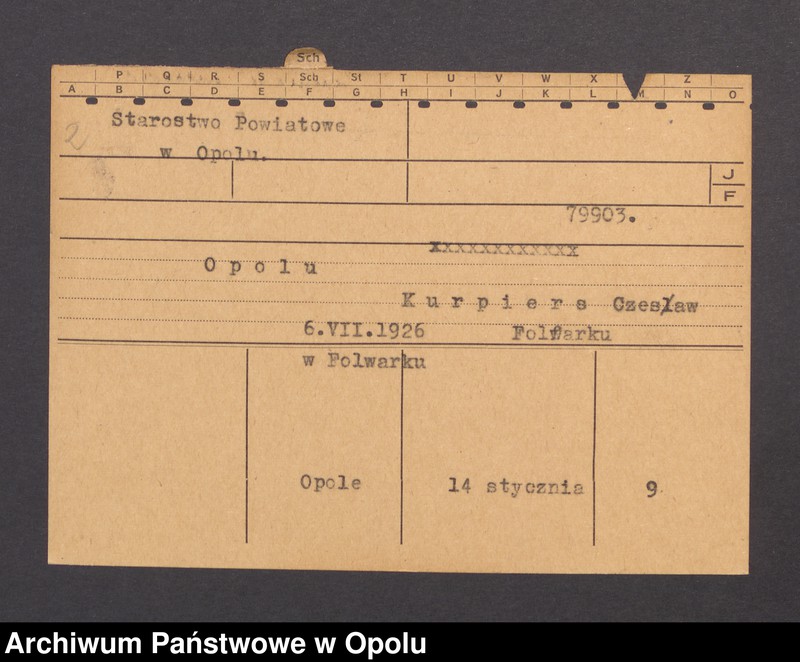 Sch
P Q R S Sch St T U V W X Z
A B C D E F G H I J K L M N O
2
Starostwo Powiatowe
w Opolu.
J
F
79903.
xxxxxxxxxxxx
Opolu
Kurpiers Czesław
6.VII.1926 Folwarku
w Folwarku
Opole 14 stycznia 9
Archiwum Państwowe w Opolu